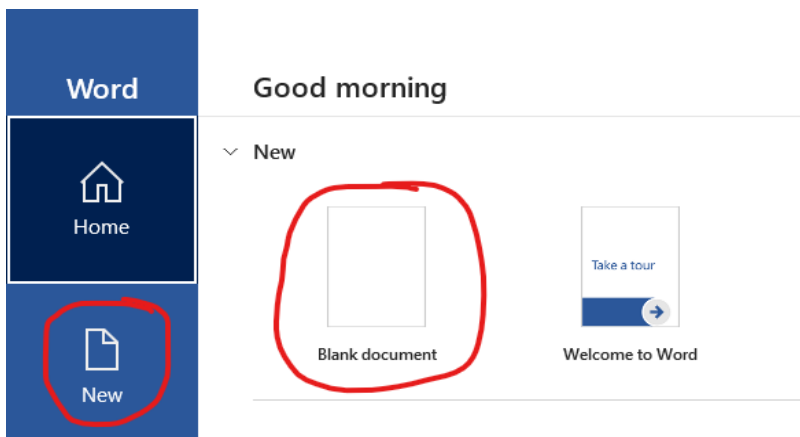 Word
Good morning
Home
New
New
Take a tour
Blank document
Welcome to Word